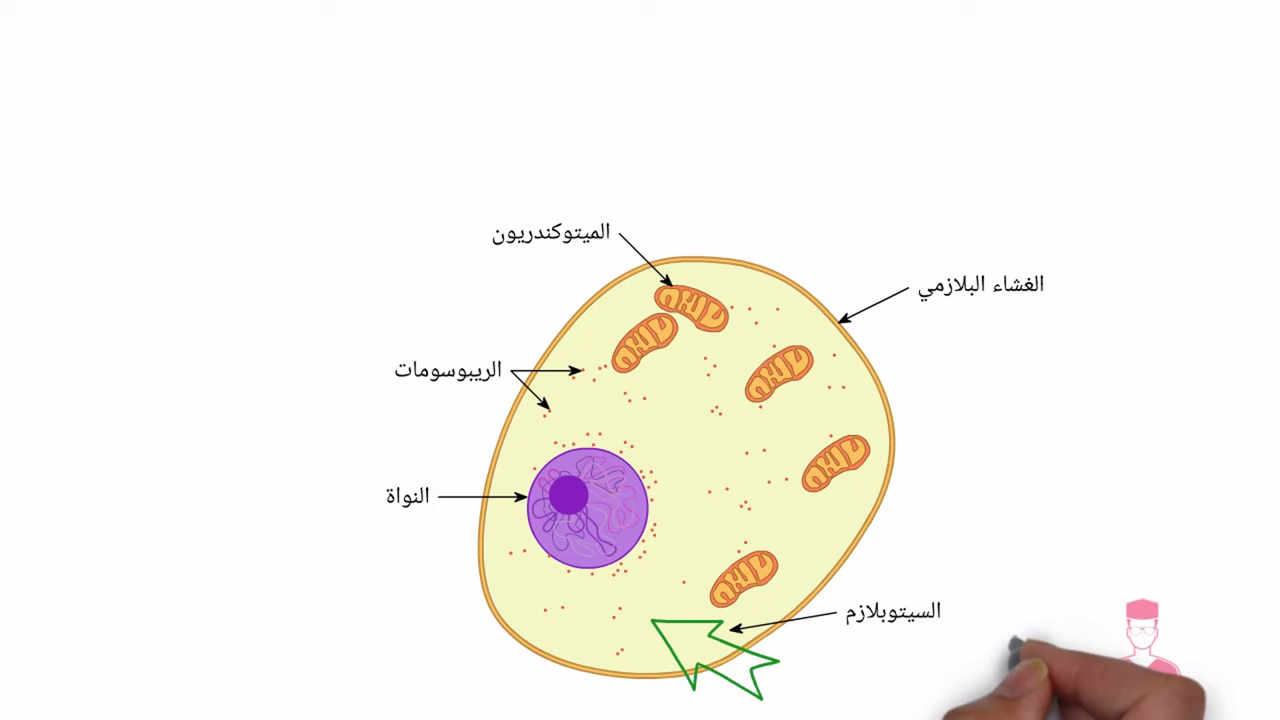 الميتوكندريون
الغشاء البلازمي
الريبوسومات
النواة
السيتوبلازم